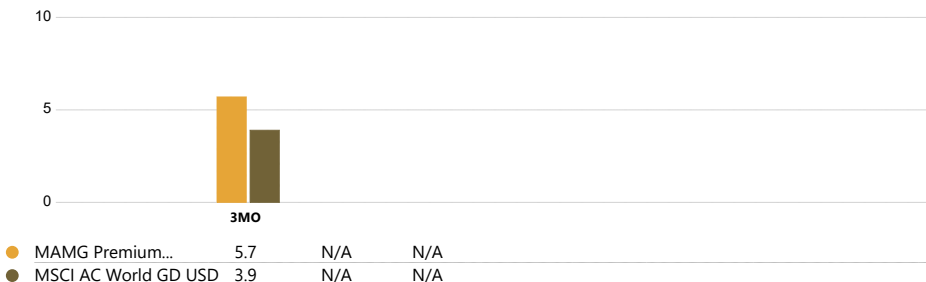 10
5
0
3MO
MAMG Premium... 5.7 N/A N/A
MSCI AC World GD USD 3.9 N/A N/A